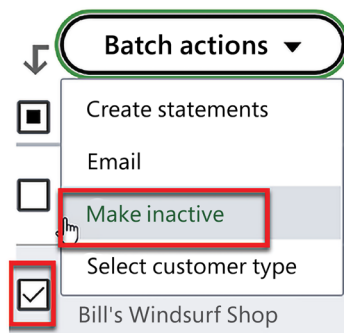 Batch actions
Create statements
Email
Make inactive
Select customer type
Bill's Windsurf Shop